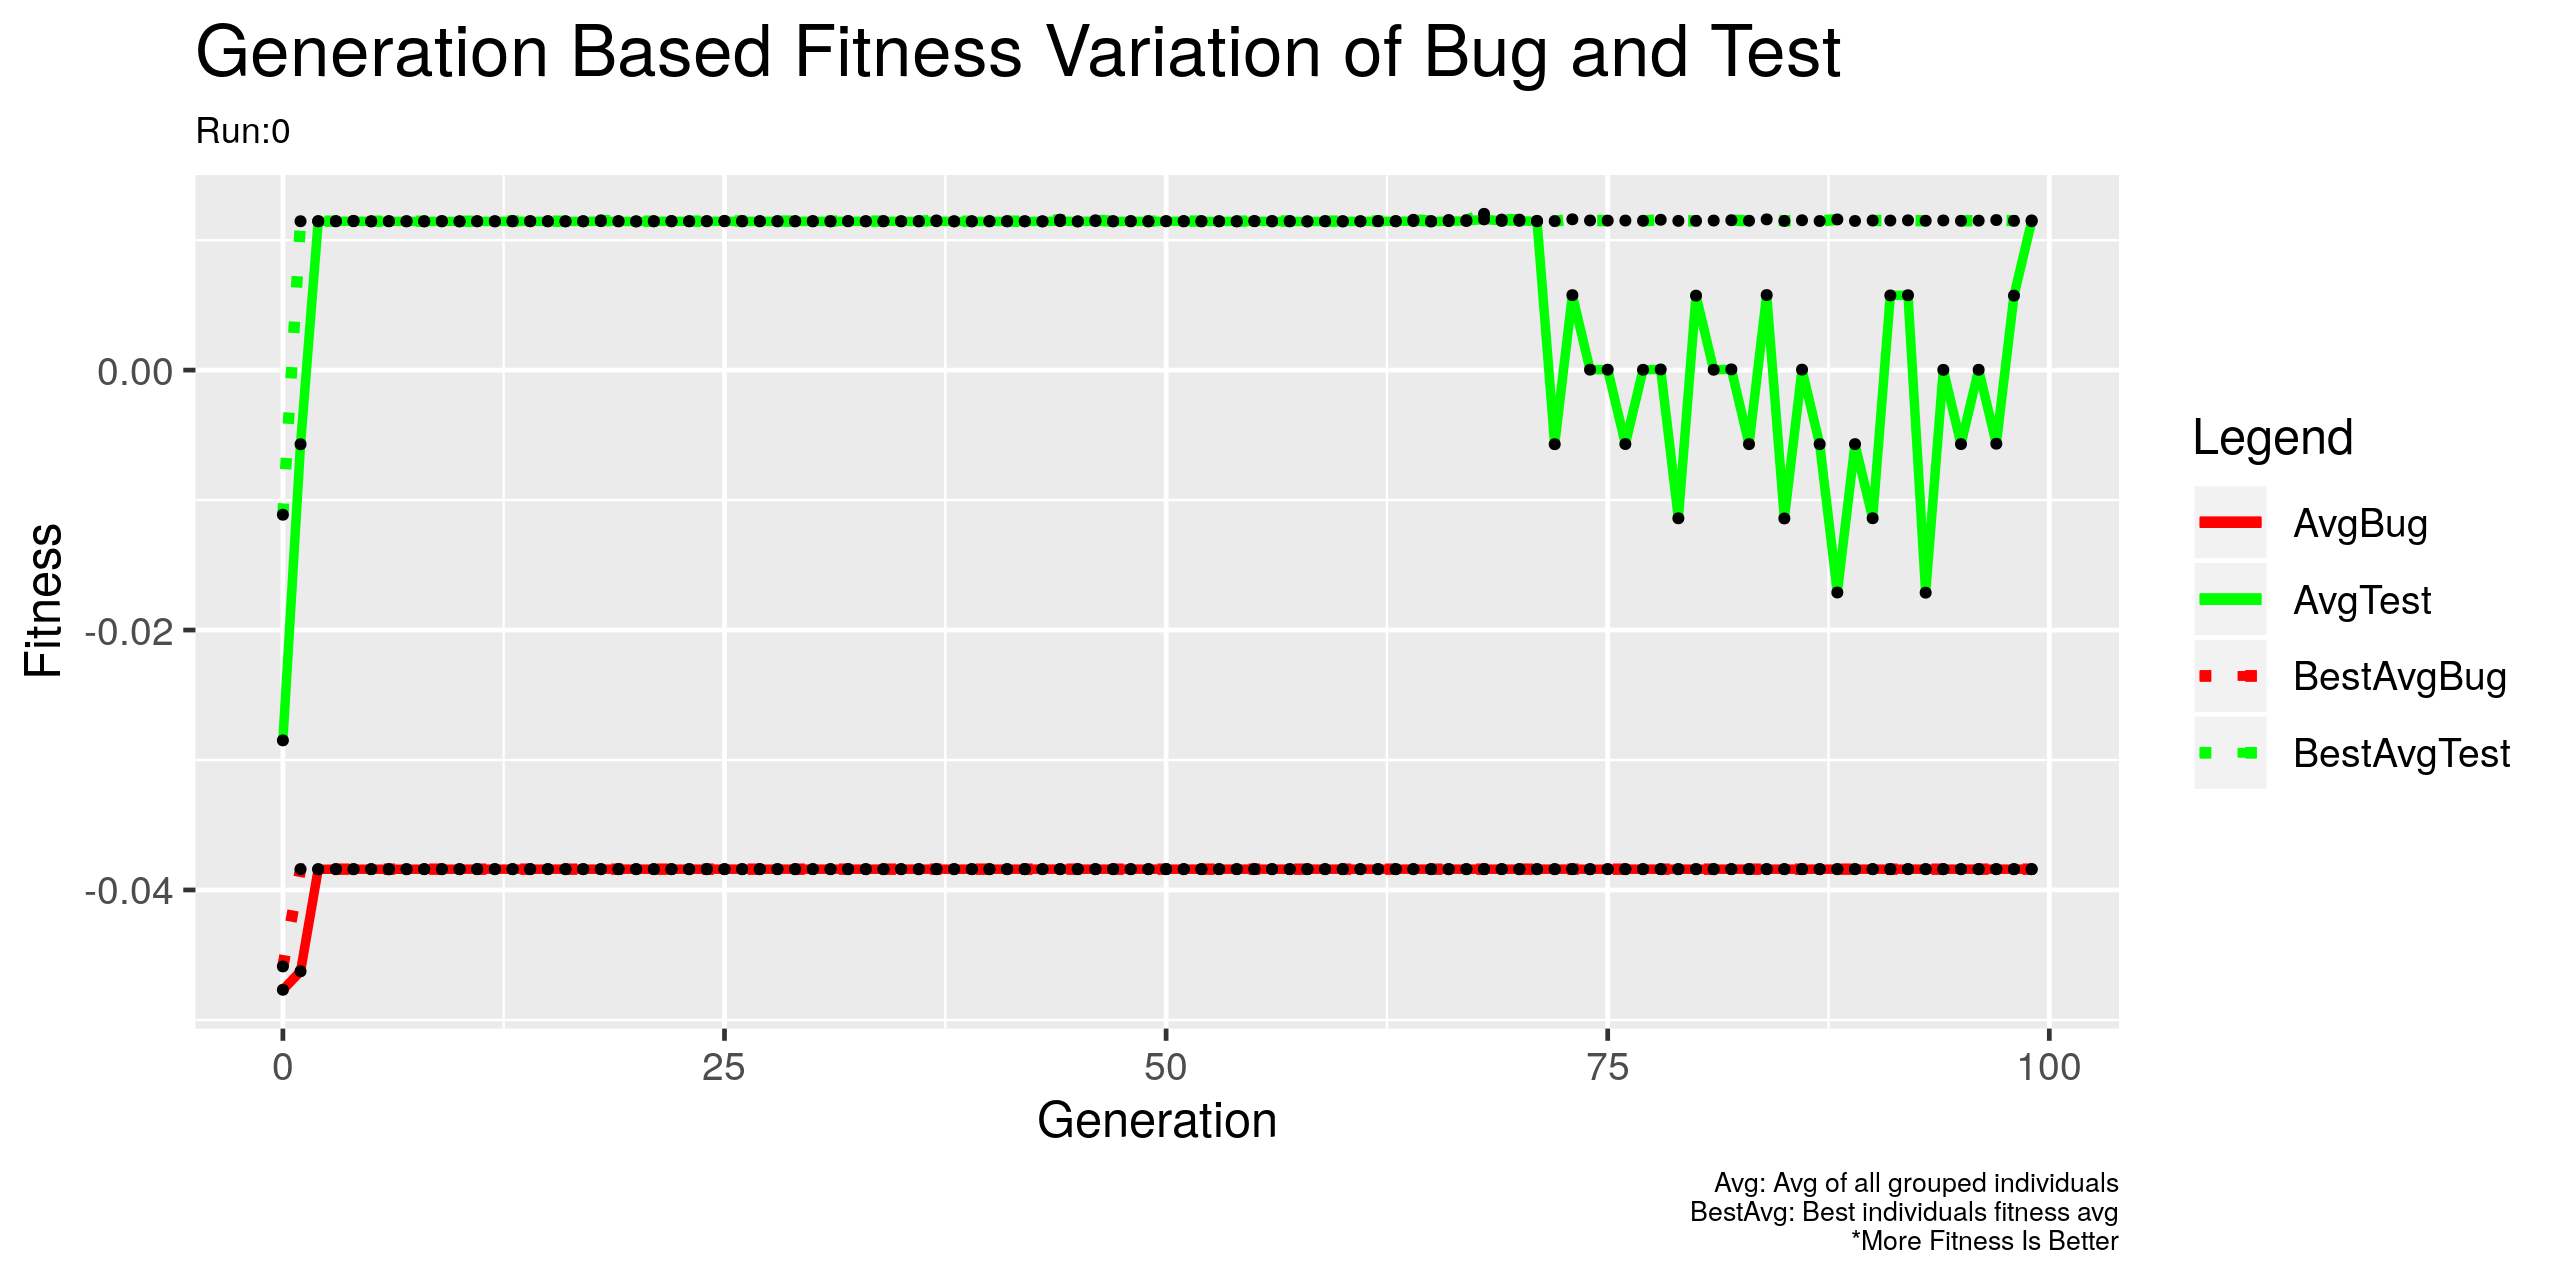 Generation Based Fitness Variation of Bug and Test
Run:0
Fitness
0.00
-0.02
-0.04
0
25
50
75
100
Generation
Legend
AvgBug
AvgTest
BestAvgBug
BestAvgTest
Avg: Avg of all grouped individuals
BestAvg: Best individuals fitness avg
*More Fitness Is Better